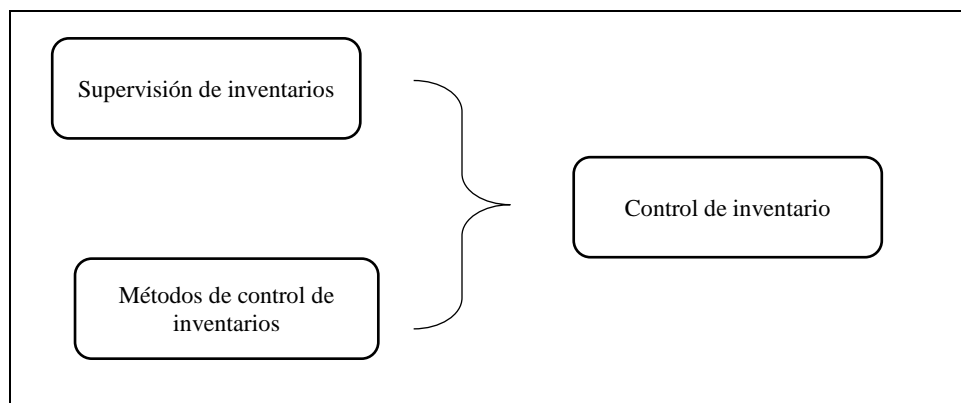 Supervisión de inventarios
Control de inventario
Métodos de control de
inventarios